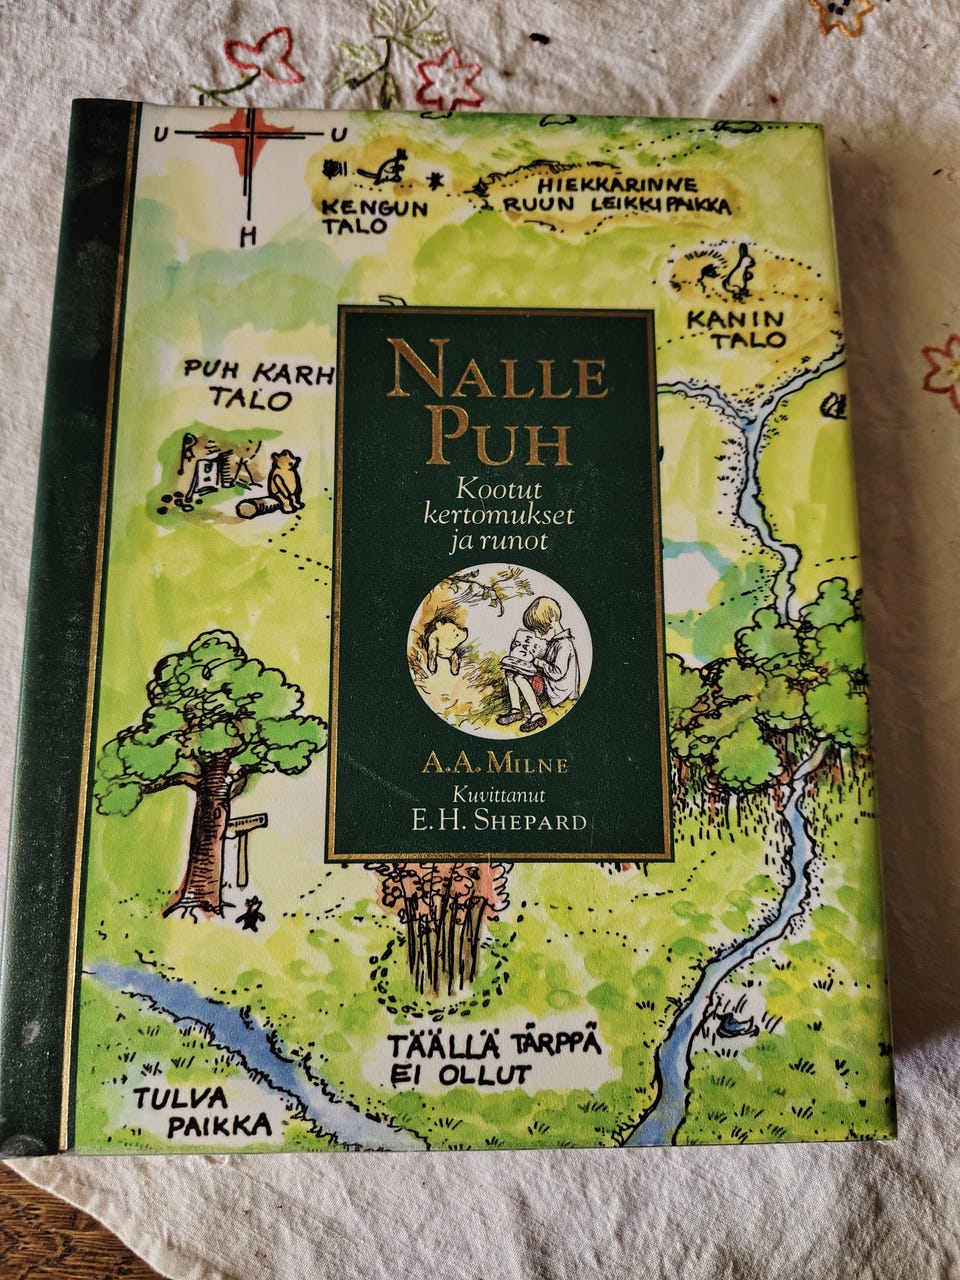 U U
H
KENGUN
TALO
HIEKKARINNE
RUUN LEIKKIPAIKKA
KANIN
TALO
PUH KARH
TALO
NALLE
PUH
Kootut
kertomukset
ja runot
JAM
A.A. MILNE
Kuvittanut
E.H. SHEPARD
TÄÄLLÄ TÄRPPÄ
EI OLLUT
TULVA
PAIKKA